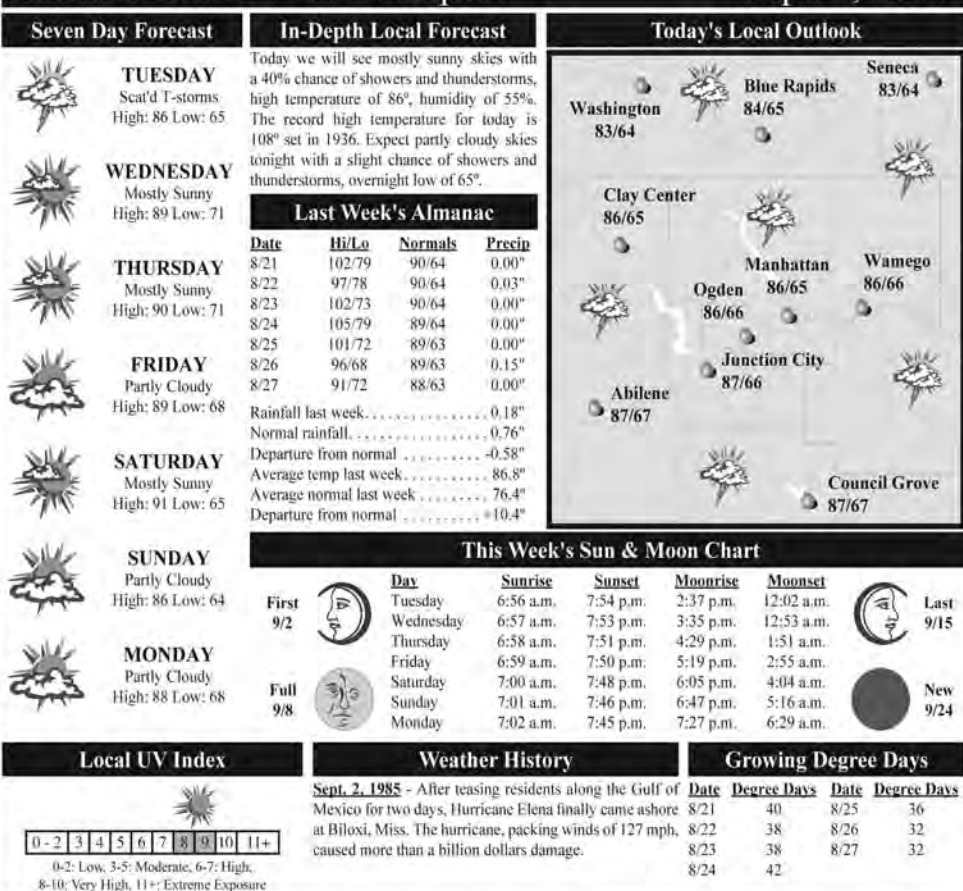 Seven Day Forecast
TUESDAY
Scat'd T-storms
High: 86 Low: 65
WEDNESDAY
Mostly Sunny
High: 89 Low: 71
THURSDAY
Mostly Sunny
High: 90 Low: 71
FRIDAY
Partly Cloudy
High: 89 Low: 68
SATURDAY
Mostly Sunny
High: 91 Low: 65
SUNDAY
Partly Cloudy
High: 86 Low: 64
MONDAY
Partly Cloudy
High: 88 Low: 68
In-Depth Local Forecast
Today we will see mostly sunny skies with
a 40% chance of showers and thunderstorms,
high temperature of 86º, humidity of 55%.
The record high temperature for today is
108º set in 1936. Expect partly cloudy skies
tonight with a slight chance of showers and
thunderstorms, overnight low of 65º.
Last Week's Almanac
Date Hi/Lo Normals Precip
8/21 102/79 90/64 0.00"
8/22 97/78 90/64 0.03"
8/23 102/73 90/64 0.00"
8/24 105/79 89/64 0.00"
8/25 101/72 89/63 0.00"
8/26 96/68 89/63 0.15"
8/27 91/72 88/63 0.00"
Rainfall last week. . . . . . . . . . . . . . . . 0.18"
Normal rainfall. . . . . . . . . . . . . . . . . . 0.76"
Departure from normal . . . . . . . . . . -0.58"
Average temp last week. . . . . . . . . . . 86.8º
Average normal last week . . . . . . . . . 76.4º
Departure from normal . . . . . . . . . . +10.4º
Today's Local Outlook
Seneca
83/64
Blue Rapids
84/65
Washington
83/64
Clay Center
86/65
Manhattan
86/65
Wamego
86/66
Ogden
86/66
Junction City
87/66
Abilene
87/67
Council Grove
87/67
This Week's Sun & Moon Chart
First
9/2
Full
9/8
Day Sunrise Sunset Moonrise Moonset
Tuesday 6:56 a.m. 7:54 p.m. 2:37 p.m. 12:02 a.m.
Wednesday 6:57 a.m. 7:53 p.m. 3:35 p.m. 12:53 a.m.
Thursday 6:58 a.m. 7:51 p.m. 4:29 p.m. 1:51 a.m.
Friday 6:59 a.m. 7:50 p.m. 5:19 p.m. 2:55 a.m.
Saturday 7:00 a.m. 7:48 p.m. 6:05 p.m. 4:04 a.m.
Sunday 7:01 a.m. 7:46 p.m. 6:47 p.m. 5:16 a.m.
Monday 7:02 a.m. 7:45 p.m. 7:27 p.m. 6:29 a.m.
Last
9/15
New
9/24
Local UV Index
0 - 2 3 4 5 6 7 8 9 10 11+
0-2: Low, 3-5: Moderate, 6-7: High,
8-10: Very High, 11+: Extreme Exposure
Weather History
Sept. 2, 1985 - After teasing residents along the Gulf of
Mexico for two days, Hurricane Elena finally came ashore
at Biloxi, Miss. The hurricane, packing winds of 127 mph,
caused more than a billion dollars damage.
Growing Degree Days
Date Degree Days Date Degree Days
8/21 40 8/25 36
8/22 38 8/26 32
8/23 38 8/27 32
8/24 42